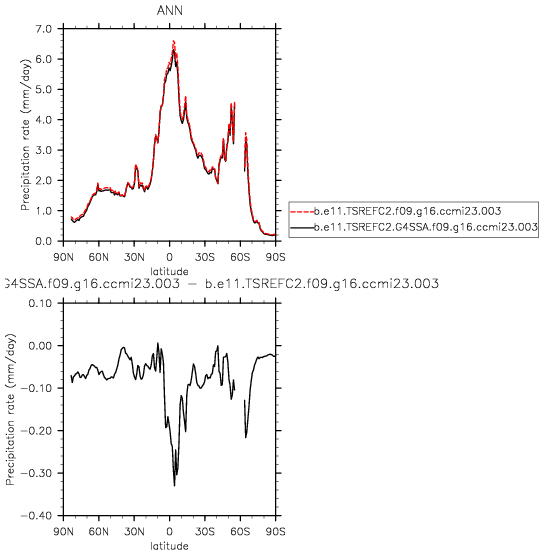 ANN
7.0
6.0
5.0
4.0
3.0
2.0
1.0
0.0
Precipitation rate (mm/day)
90N 60N 30N 0 30S 60S 90S
latitude
b.e11.TSREFC2.f09.g16.ccmi23.003
b.e11.TSREFC2.G4SSA.f09.g16.ccmi23.003
G4SSA.f09.g16.ccmi23.003 − b.e11.TSREFC2.f09.g16.ccmi23.003
0.10
0.00
−0.10
−0.20
−0.30
−0.40
Precipitation rate (mm/day)
90N 60N 30N 0 30S 60S 90S
latitude